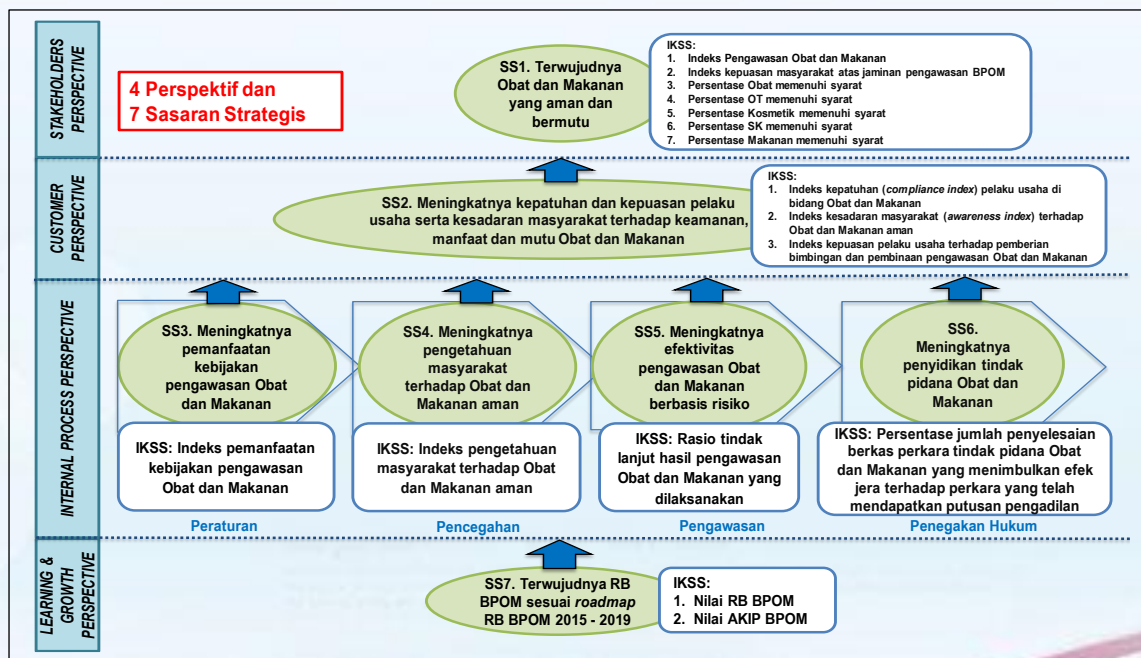 STAKEHOLDERS
PERSPECTIVE
4 Perspektif dan
7 Sasaran Strategis
SS1. Terwujudnya
Obat dan Makanan
yang aman dan
bermutu
IKSS:
1. Indeks Pengawasan Obat dan Makanan
2. Indeks kepuasan masyarakat atas jaminan pengawasan BPOM
3. Persentase Obat memenuhi syarat
4. Persentase OT memenuhi syarat
5. Persentase Kosmetik memenuhi syarat
6. Persentase SK memenuhi syarat
7. Persentase Makanan memenuhi syarat
CUSTOMER
PERSPECTIVE
SS2. Meningkatnya kepatuhan dan kepuasan pelaku
usaha serta kesadaran masyarakat terhadap keamanan,
manfaat dan mutu Obat dan Makanan
IKSS:
1. Indeks kepatuhan (compliance index) pelaku usaha di
bidang Obat dan Makanan
2. Indeks kesadaran masyarakat (awareness index) terhadap
Obat dan Makanan aman
3. Indeks kepuasan pelaku usaha terhadap pemberian
bimbingan dan pembinaan pengawasan Obat dan Makanan
INTERNAL PROCESS PERSPECTIVE
SS3. Meningkatnya
pemanfaatan
kebijakan
pengawasan Obat
dan Makanan
IKSS: Indeks pemanfaatan
kebijakan pengawasan
Obat dan Makanan
Peraturan
SS4. Meningkatnya
pengetahuan
masyarakat
terhadap Obat dan
Makanan aman
IKSS: Indeks pengetahuan
masyarakat terhadap Obat
dan Makanan aman
Pencegahan
SS5. Meningkatnya
efektivitas
pengawasan Obat
dan Makanan
berbasis risiko
IKSS: Rasio tindak
lanjut hasil pengawasan
Obat dan Makanan yang
dilaksanakan
Pengawasan
SS6.
Meningkatnya
penyidikan tindak
pidana Obat dan
Makanan
IKSS: Persentase jumlah penyelesaian
berkas perkara tindak pidana Obat
dan Makanan yang menimbulkan efek
jera terhadap perkara yang telah
mendapatkan putusan pengadilan
Penegakan Hukum
LEARNING &
GROWTH
PERSPECTIVE
SS7. Terwujudnya RB
BPOM sesuai roadmap
RB BPOM 2015 - 2019
IKSS:
1. Nilai RB BPOM
2. Nilai AKIP BPOM